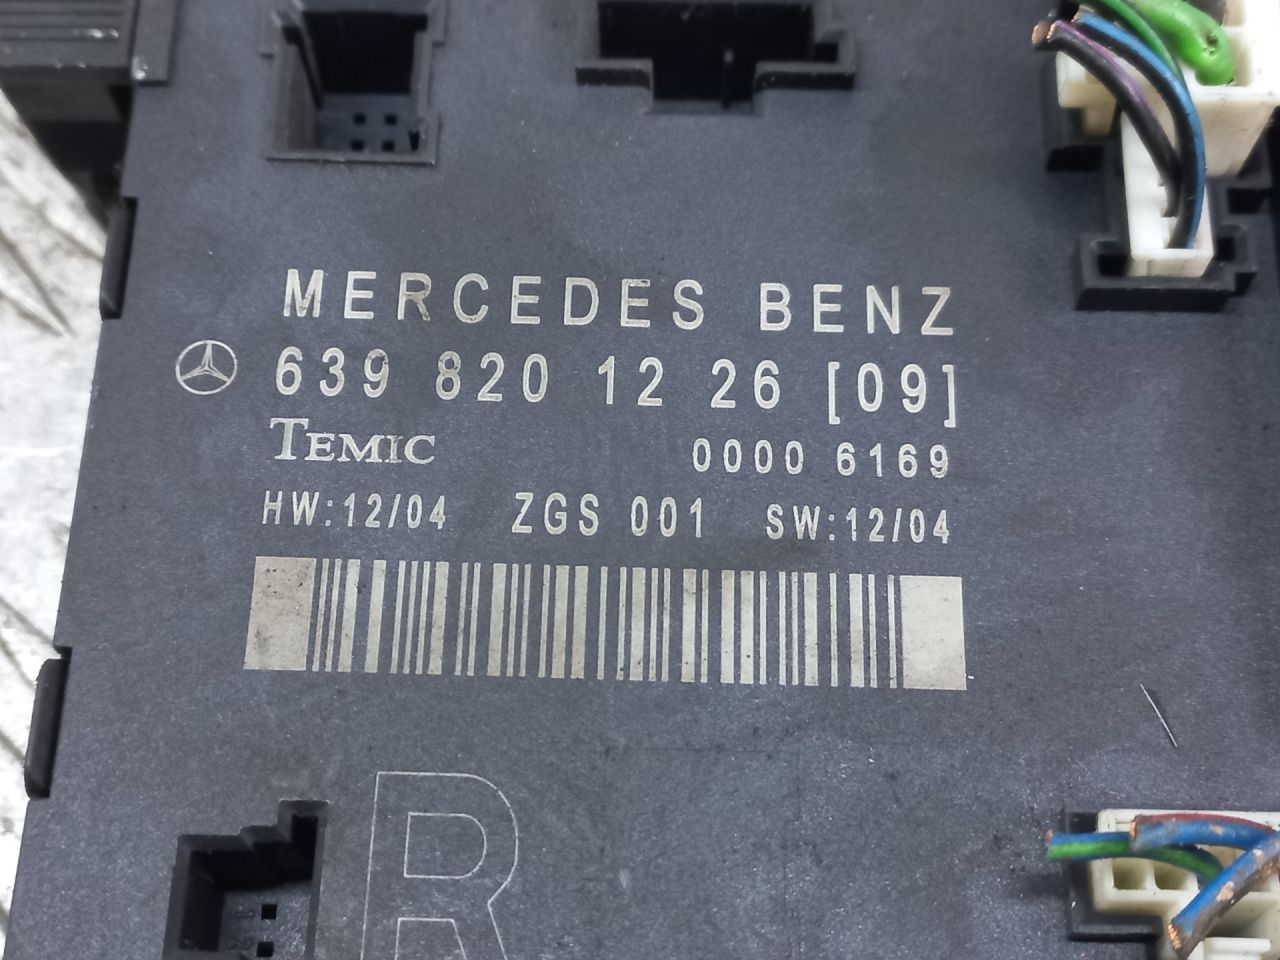 MERCEDES BENZ
639 820 12 26 [09]
TEMIC 0000 6169
HW:12/04 ZGS 001 SW:12/04
R